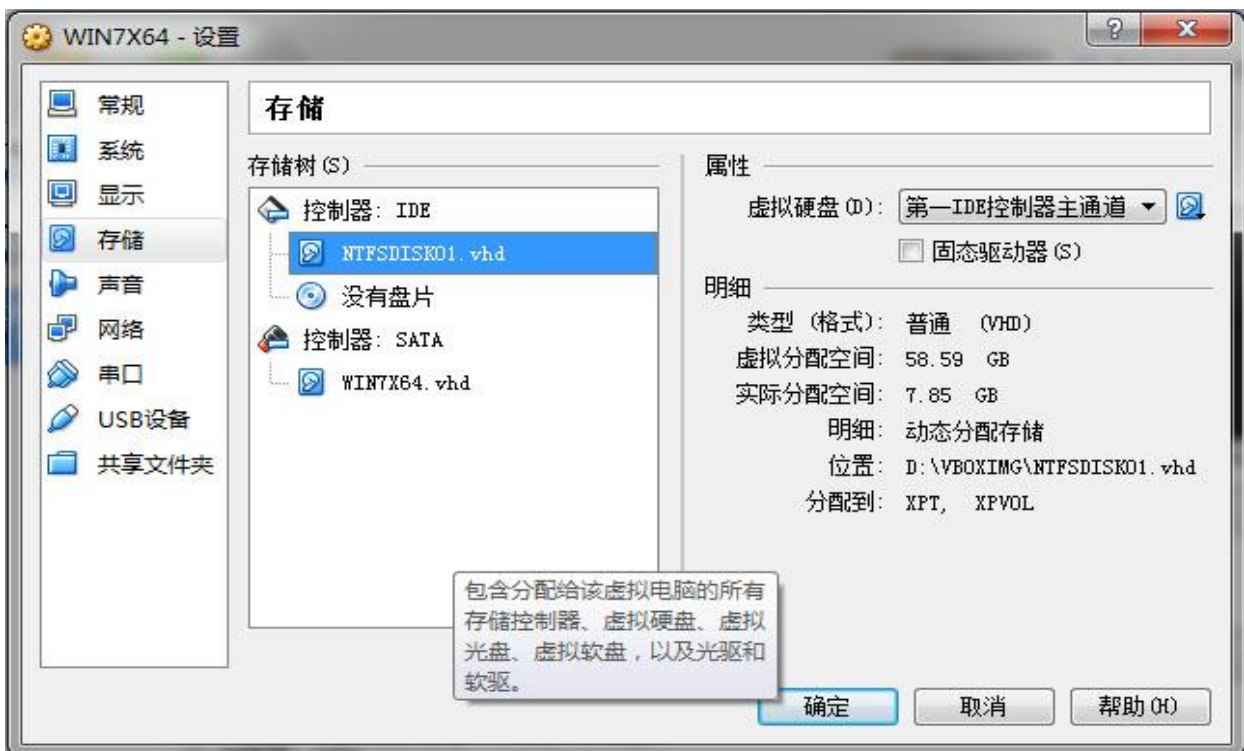 WIN7X64 - 设置
常规
系统
显示
存储
声音
网络
串口
USB设备
共享文件夹
存储
存储树(S)
控制器: IDE
NTFSDISK01.vhd
没有盘片
控制器: SATA
WIN7X64.vhd
属性
虚拟硬盘(D): 第一IDE控制器主通道
固态驱动器(S)
明细
类型 (格式): 普通 (VHD)
虚拟分配空间: 58.59 GB
实际分配空间: 7.85 GB
明细: 动态分配存储
位置: D:\VBOXIMG\NTFSDISK01.vhd
分配到: XPT, XPVOL
包含分配给该虚拟电脑的所有
存储控制器、虚拟硬盘、虚拟
光盘、虚拟软盘，以及光驱和
软驱。
确定 取消 帮助(H)